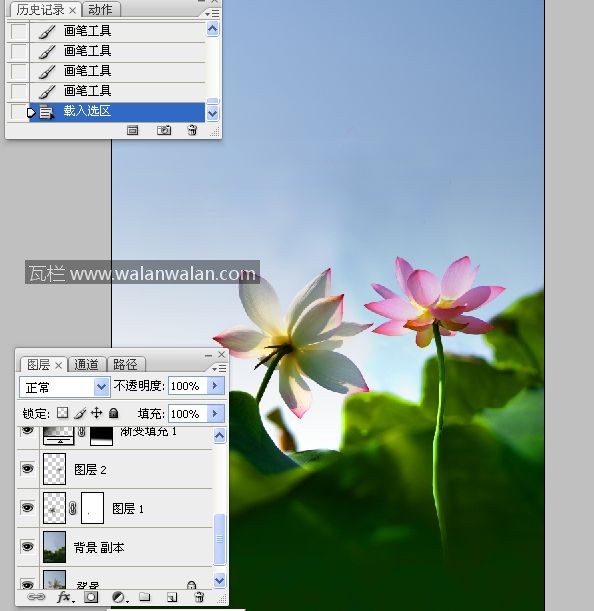 历史记录 × 动作
画笔工具
画笔工具
画笔工具
画笔工具
载入选区
瓦栏 www.walanwalan.com
图层 × 通道 路径
正常 不透明度: 100%
锁定: 填充: 100%
渐变填充 1
图层 2
图层 1
背景 副本
背景